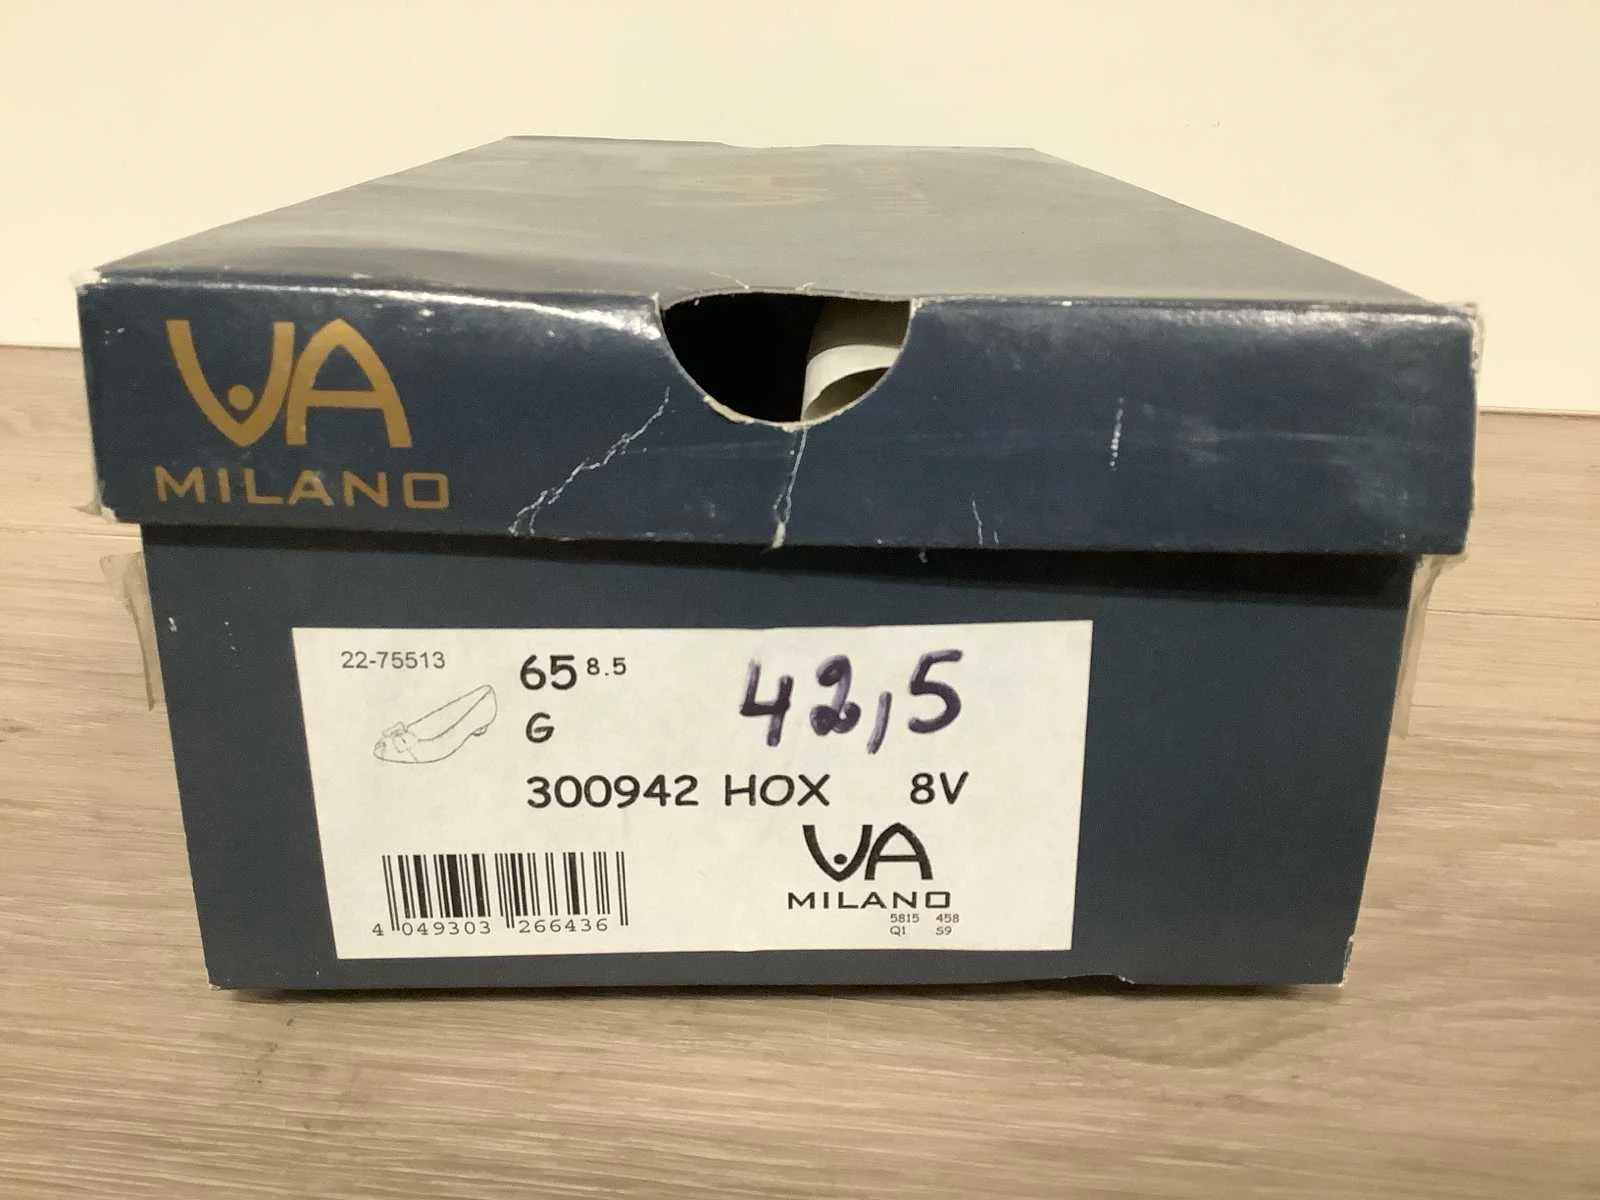 VA
MILANO
22-75513
65 8.5
42,5
G
300942 HOX 8V
VA
MILANO
5815 458
Q1 S9
4 049303 266436